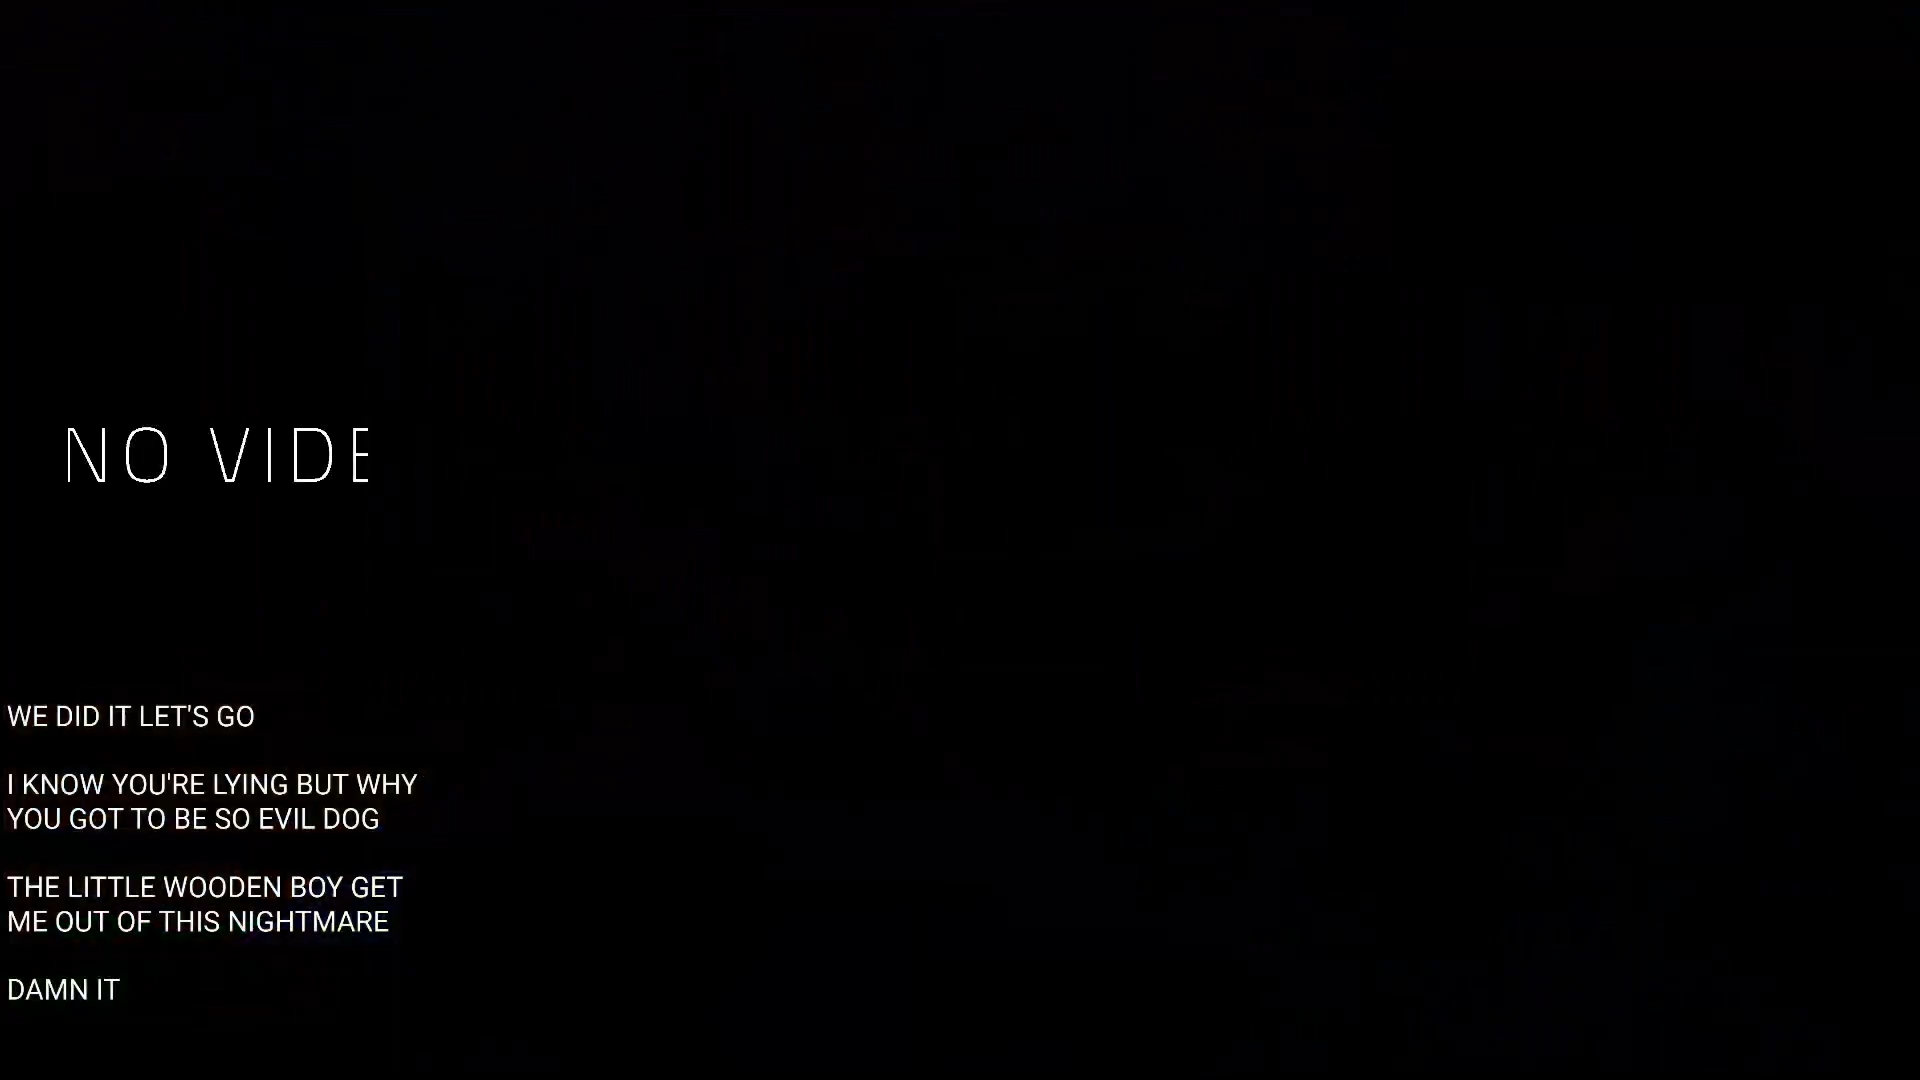 NO VIDE
WE DID IT LET'S GO
I KNOW YOU'RE LYING BUT WHY
YOU GOT TO BE SO EVIL DOG
THE LITTLE WOODEN BOY GET
ME OUT OF THIS NIGHTMARE
DAMN IT